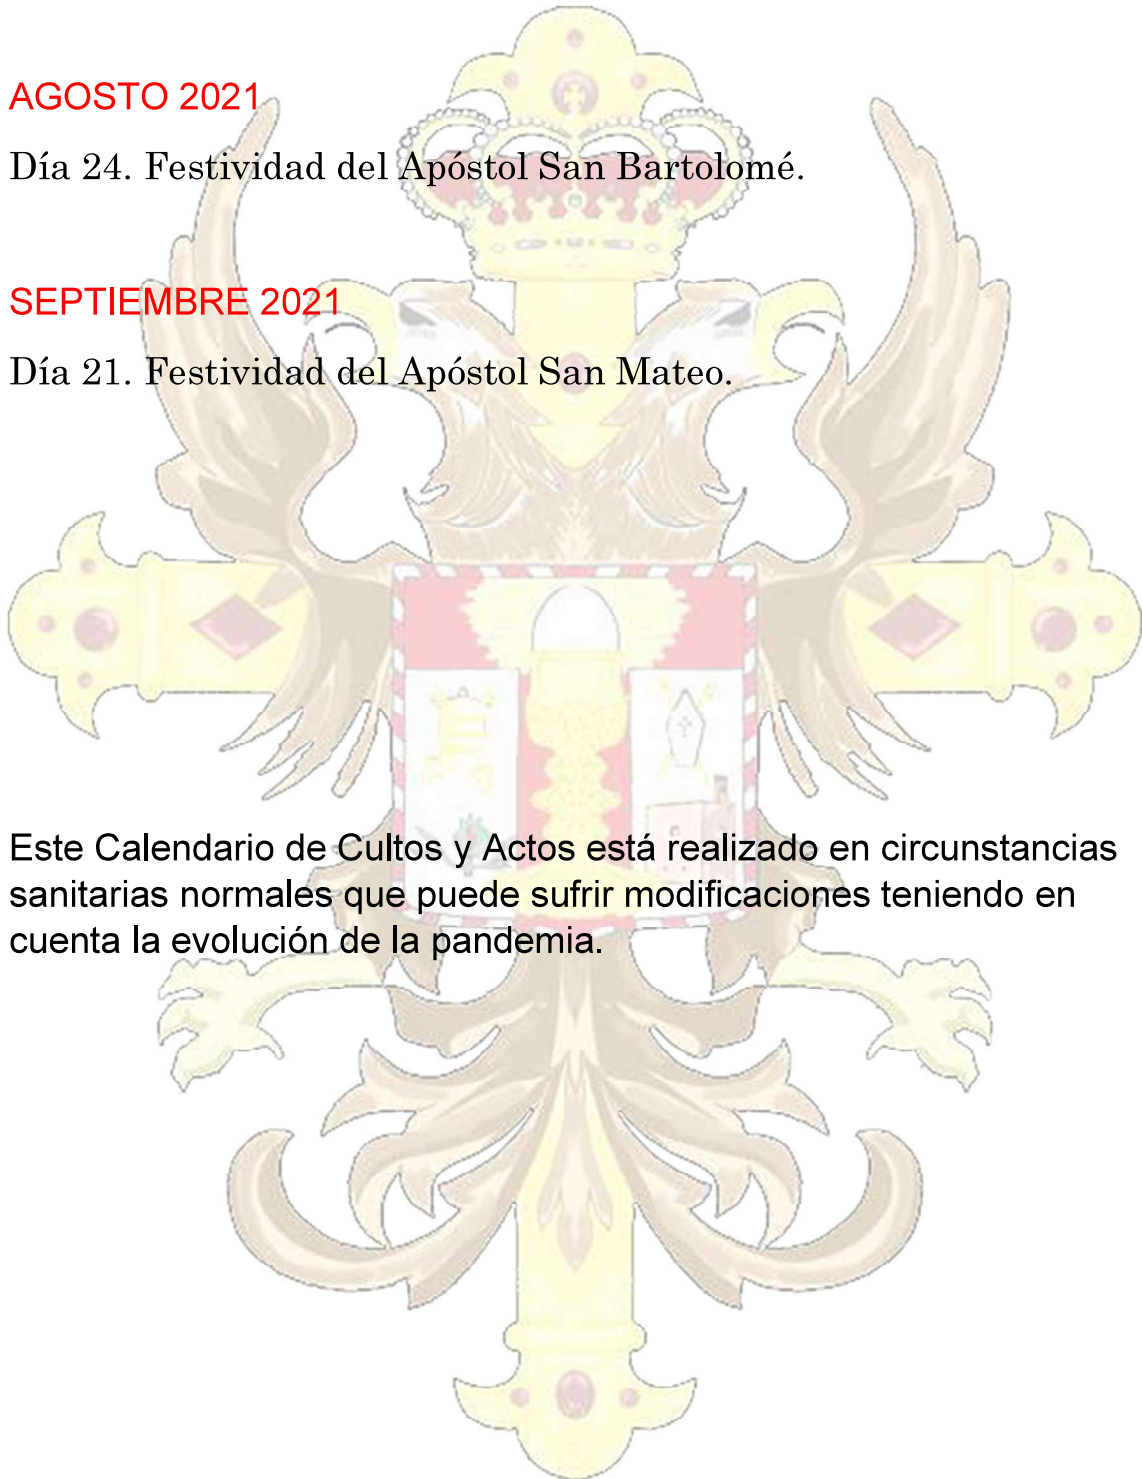 AGOSTO 2021
Día 24. Festividad del Apóstol San Bartolomé.
SEPTIEMBRE 2021
Día 21. Festividad del Apóstol San Mateo.
Este Calendario de Cultos y Actos está realizado en circunstancias
sanitarias normales que puede sufrir modificaciones teniendo en
cuenta la evolución de la pandemia.